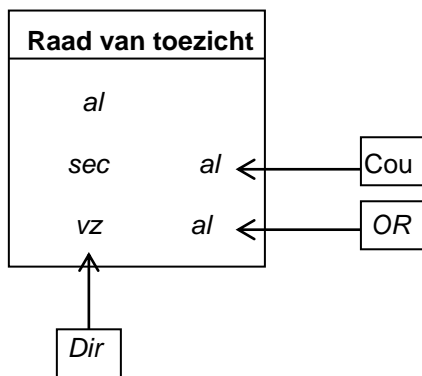 Raad van toezicht
al
sec al
Cou
vz al
OR
Dir